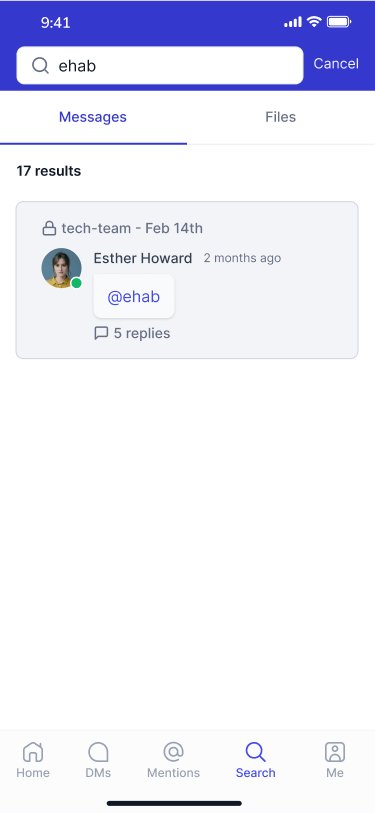 9:41
ehab Cancel
Messages Files
17 results
tech-team - Feb 14th
Esther Howard 2 months ago
@ehab
5 replies
Home DMs Mentions Search Me